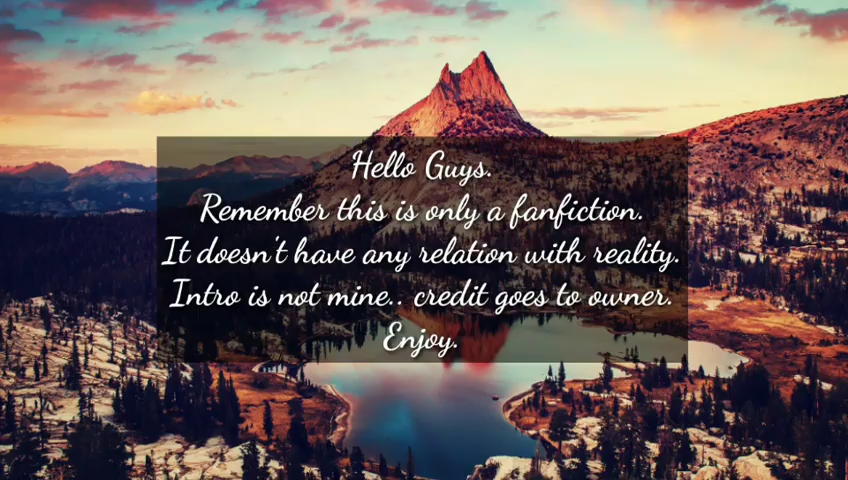 Hello Guys.
Remember this is only a fanfiction.
It doesn't have any relation with reality.
Intro is not mine.. credit goes to owner.
Enjoy.